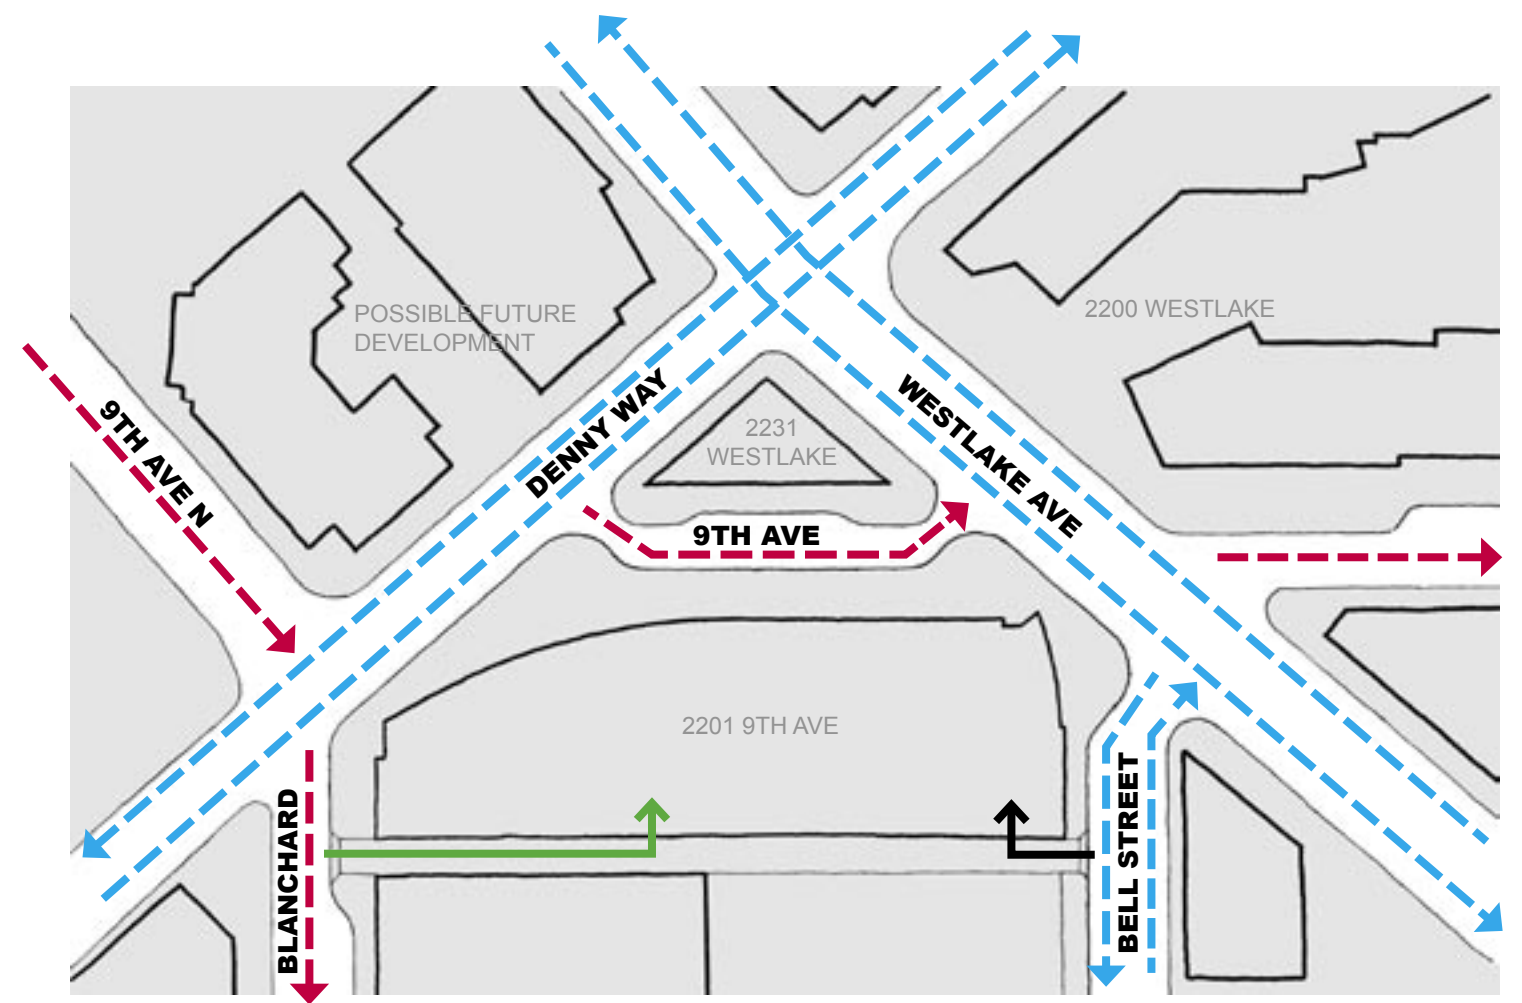 POSSIBLE FUTURE
DEVELOPMENT
2200 WESTLAKE
9TH AVE N
DENNY WAY
2231
WESTLAKE
WESTLAKE AVE
9TH AVE
2201 9TH AVE
BLANCHARD
BELL STREET